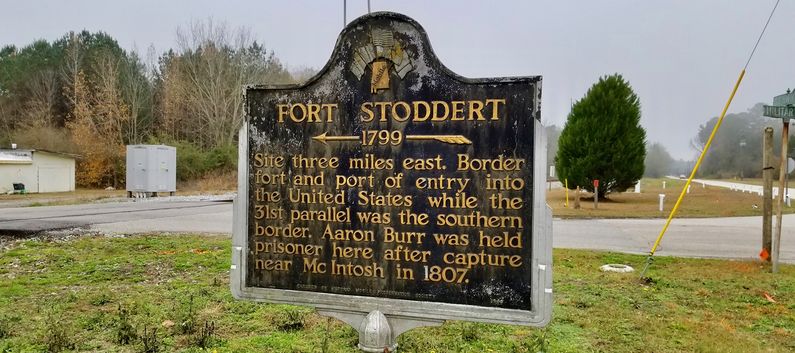 FORT STODDERT
1799
Site three miles east. Border
fort and port of entry into
the United States while the
31st parallel was the southern
border. Aaron Burr was held
prisoner here after capture
near McIntosh in 1807.